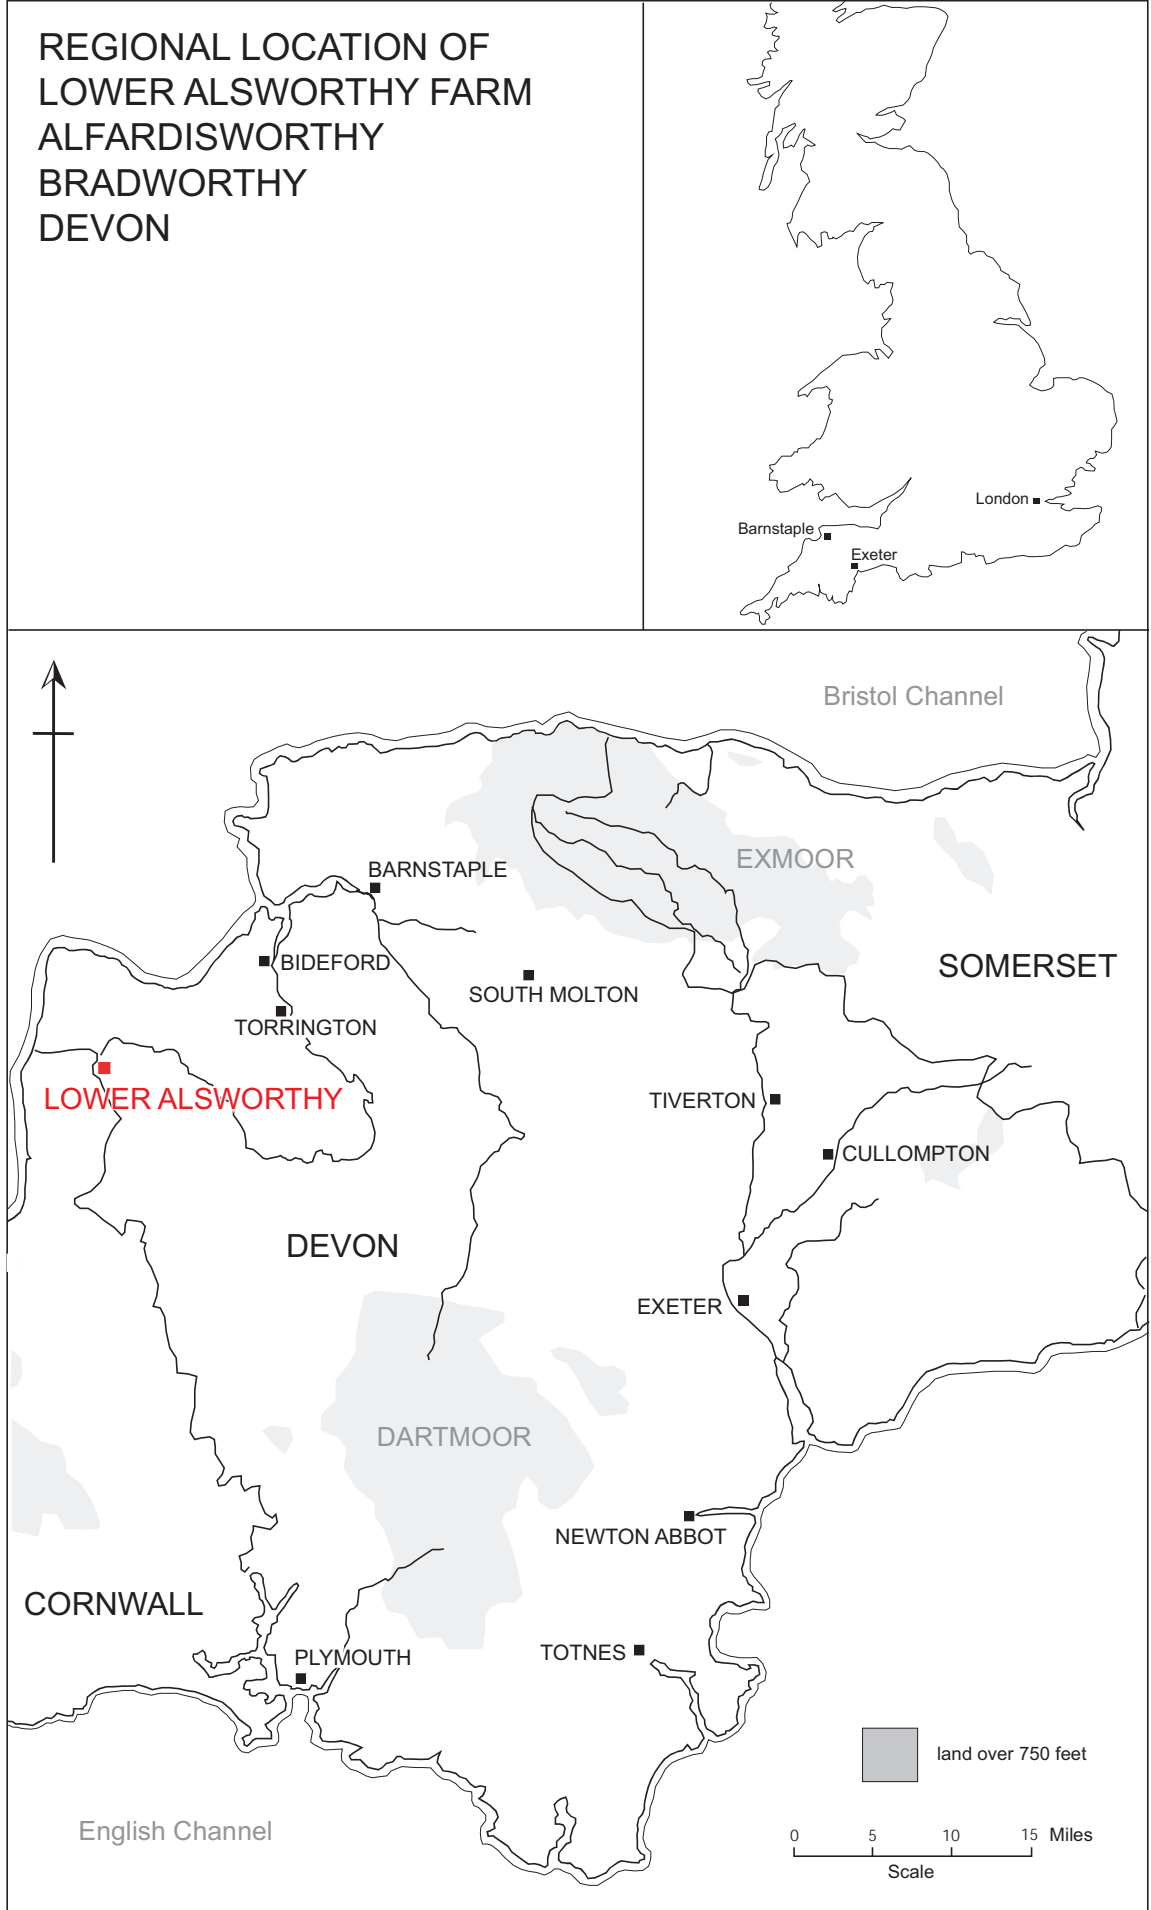 REGIONAL LOCATION OF
LOWER ALSWORTHY FARM
ALFARDISWORTHY
BRADWORTHY
DEVON
London
Barnstaple
Exeter
Bristol Channel
EXMOOR
BARNSTAPLE
BIDEFORD
SOMERSET
SOUTH MOLTON
TORRINGTON
LOWER ALSWORTHY
TIVERTON
CULLOMPTON
DEVON
EXETER
DARTMOOR
NEWTON ABBOT
CORNWALL
PLYMOUTH
TOTNES
land over 750 feet
English Channel
0 5 10 15 Miles
Scale